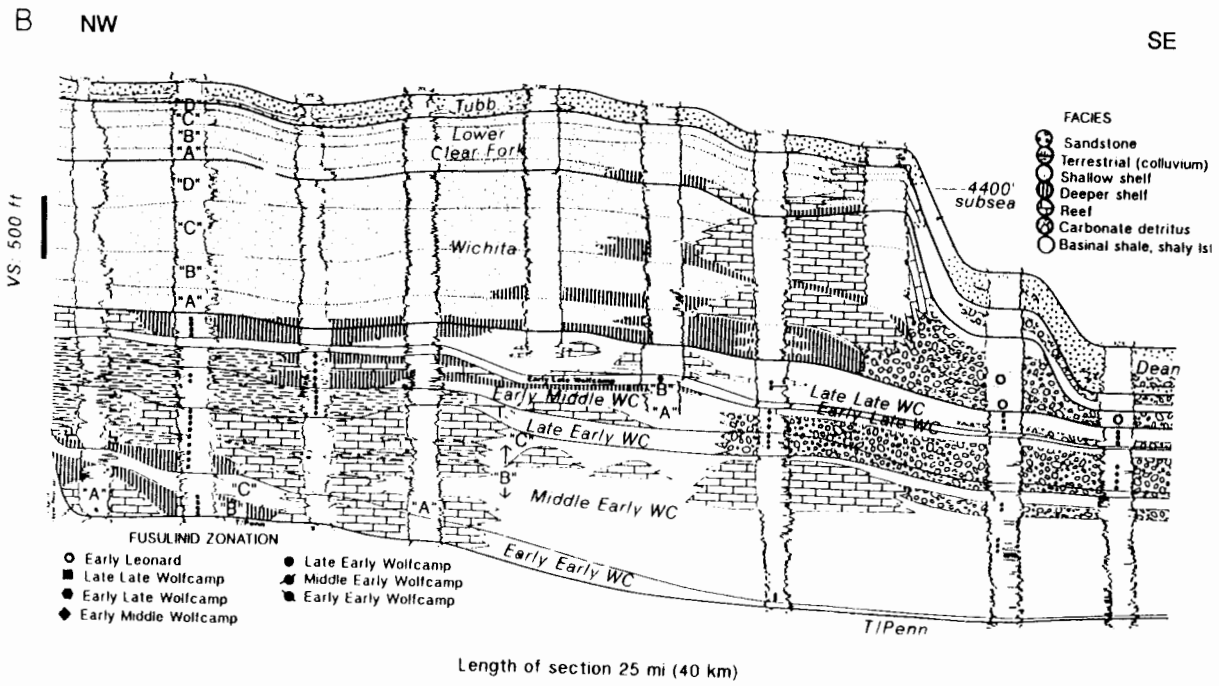 B NW
SE
Tubb
Lower
Clear Fork
"D"
"C"
"B"
"A"
"D"
"C"
"B"
"A"
Wichita
VS: 500 ft
4400'
subsea
FACIES
Sandstone
Terrestrial (colluvium)
Shallow shelf
Deeper shelf
Reef
Carbonate detritus
Basinal shale, shaly lst
Dean
Early Late Wolfcamp
Early Middle WC
"B"
"A"
Late Late WC
Early Late WC
Late Early WC
"C"
"B"
Middle Early WC
"A"
"C"
"B"
"A"
Early Early WC
T/Penn
T/Penn
FUSULINID ZONATION
Early Leonard
Late Late Wolfcamp
Early Late Wolfcamp
Early Middle Wolfcamp
Late Early Wolfcamp
Middle Early Wolfcamp
Early Early Wolfcamp
Length of section 25 mi (40 km)